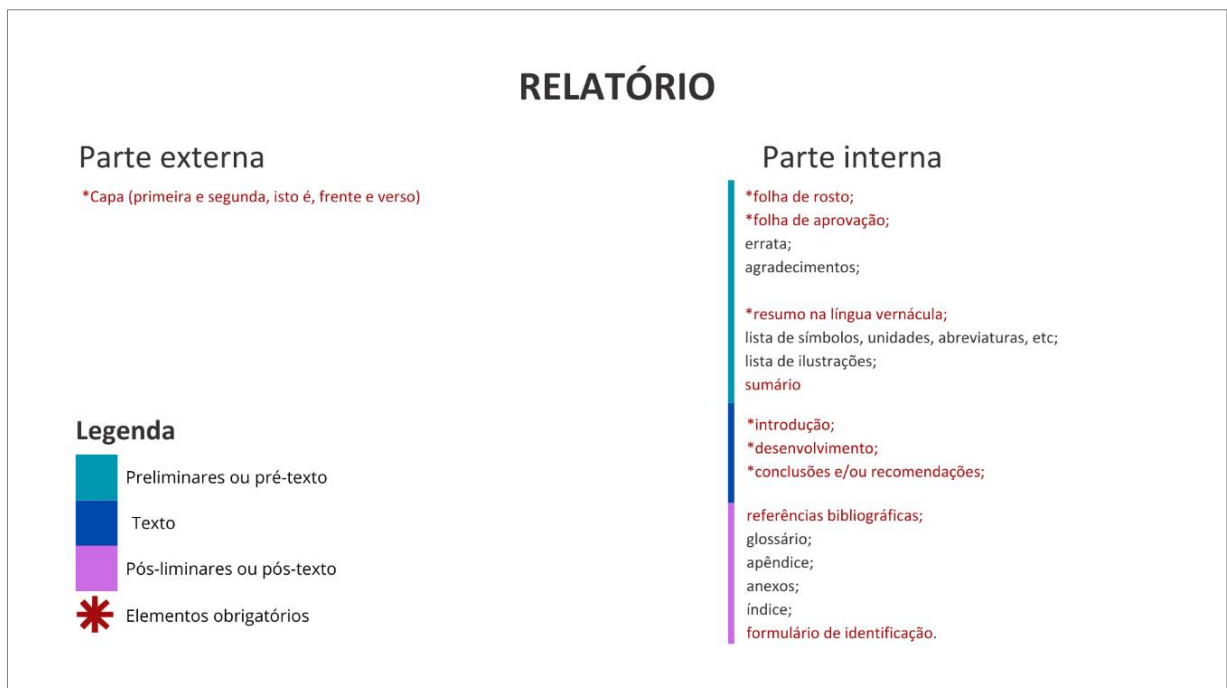 RELATÓRIO
Parte externa
*Capa (primeira e segunda, isto é, frente e verso)
Parte interna
*folha de rosto;
*folha de aprovação;
errata;
agradecimentos;
*resumo na língua vernácula;
lista de símbolos, unidades, abreviaturas, etc;
lista de ilustrações;
sumário
*introdução;
*desenvolvimento;
*conclusões e/ou recomendações;
referências bibliográficas;
glossário;
apêndice;
anexos;
índice;
formulário de identificação.
Legenda
Preliminares ou pré-texto
Texto
Pós-liminares ou pós-texto
Elementos obrigatórios